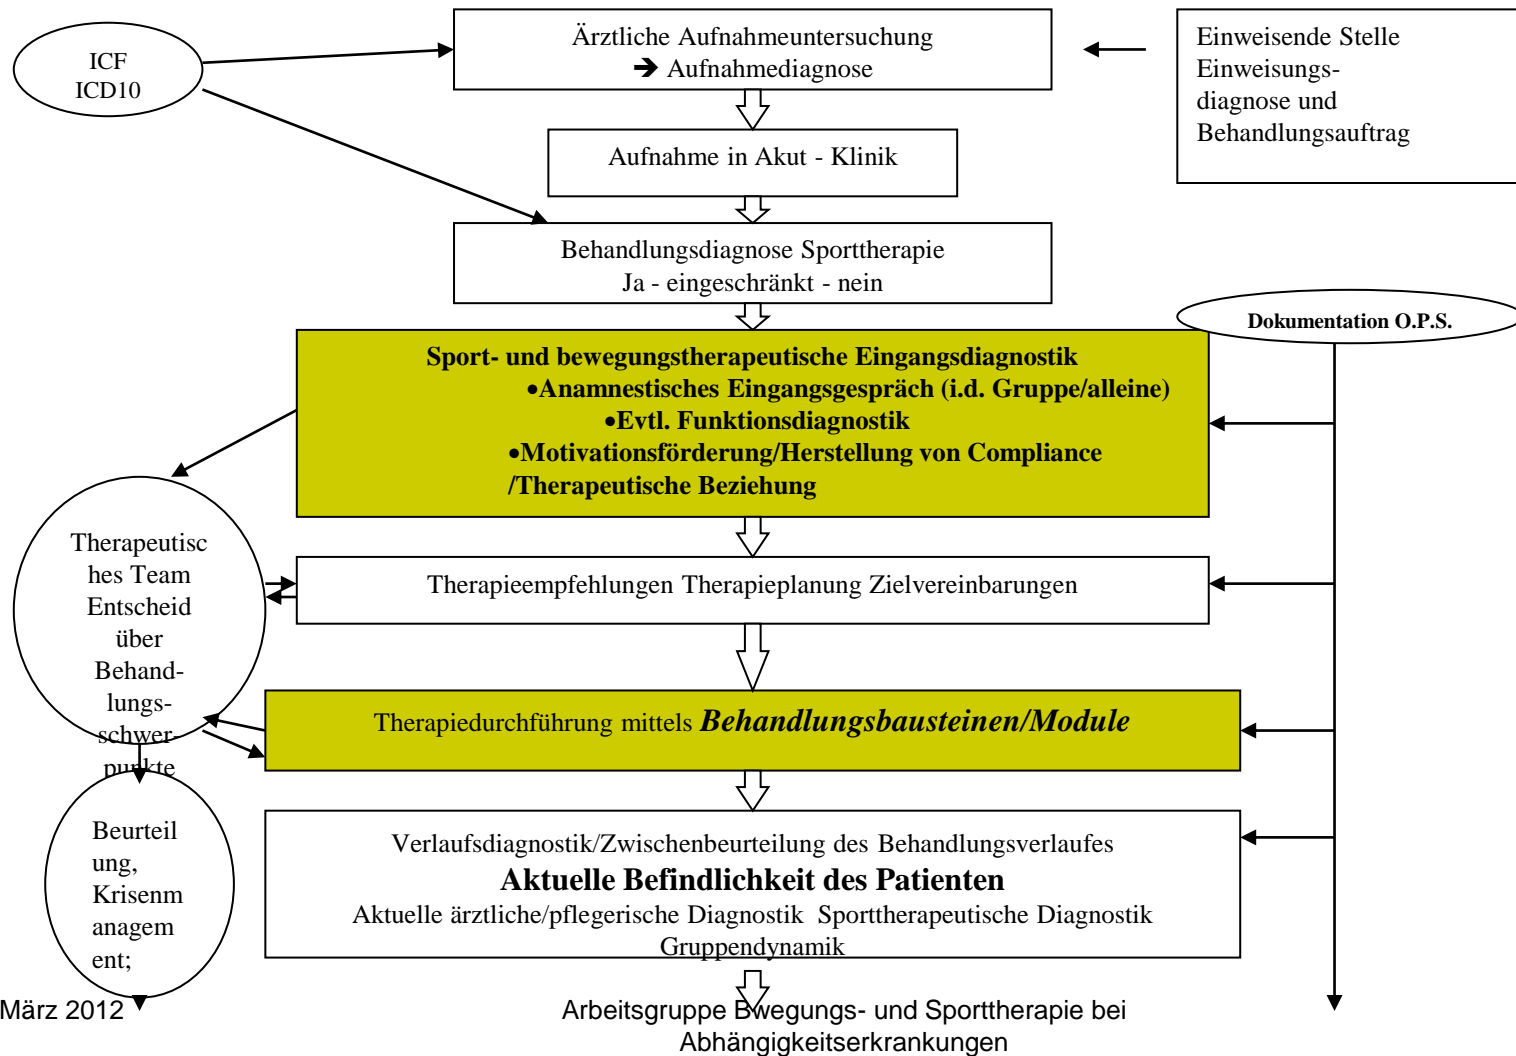 ICF
ICD10
Ärztliche Aufnahmeuntersuchung
➔ Aufnahmediagnose
Einweisende Stelle
Einweisungs-
diagnose und
Behandlungsauftrag
Aufnahme in Akut - Klinik
Behandlungsdiagnose Sporttherapie
Ja - eingeschränkt - nein
Dokumentation O.P.S.
Sport- und bewegungstherapeutische Eingangsdiagnostik
•Anamnestisches Eingangsgespräch (i.d. Gruppe/alleine)
•Evtl. Funktionsdiagnostik
•Motivationsförderung/Herstellung von Compliance
/Therapeutische Beziehung
Therapeutisc
hes Team
Entscheid
über
Behand-
lungs-
schwer-
punkte
Therapieempfehlungen Therapieplanung Zielvereinbarungen
Therapiedurchführung mittels Behandlungsbausteinen/Module
Beurteil
ung,
Krisenm
anagem
ent;
Verlaufsdiagnostik/Zwischenbeurteilung des Behandlungsverlaufes
Aktuelle Befindlichkeit des Patienten
Aktuelle ärztliche/pflegerische Diagnostik Sporttherapeutische Diagnostik
Gruppendynamik
März 2012
Arbeitsgruppe Bwegungs- und Sporttherapie bei
Abhängigkeitserkrankungen